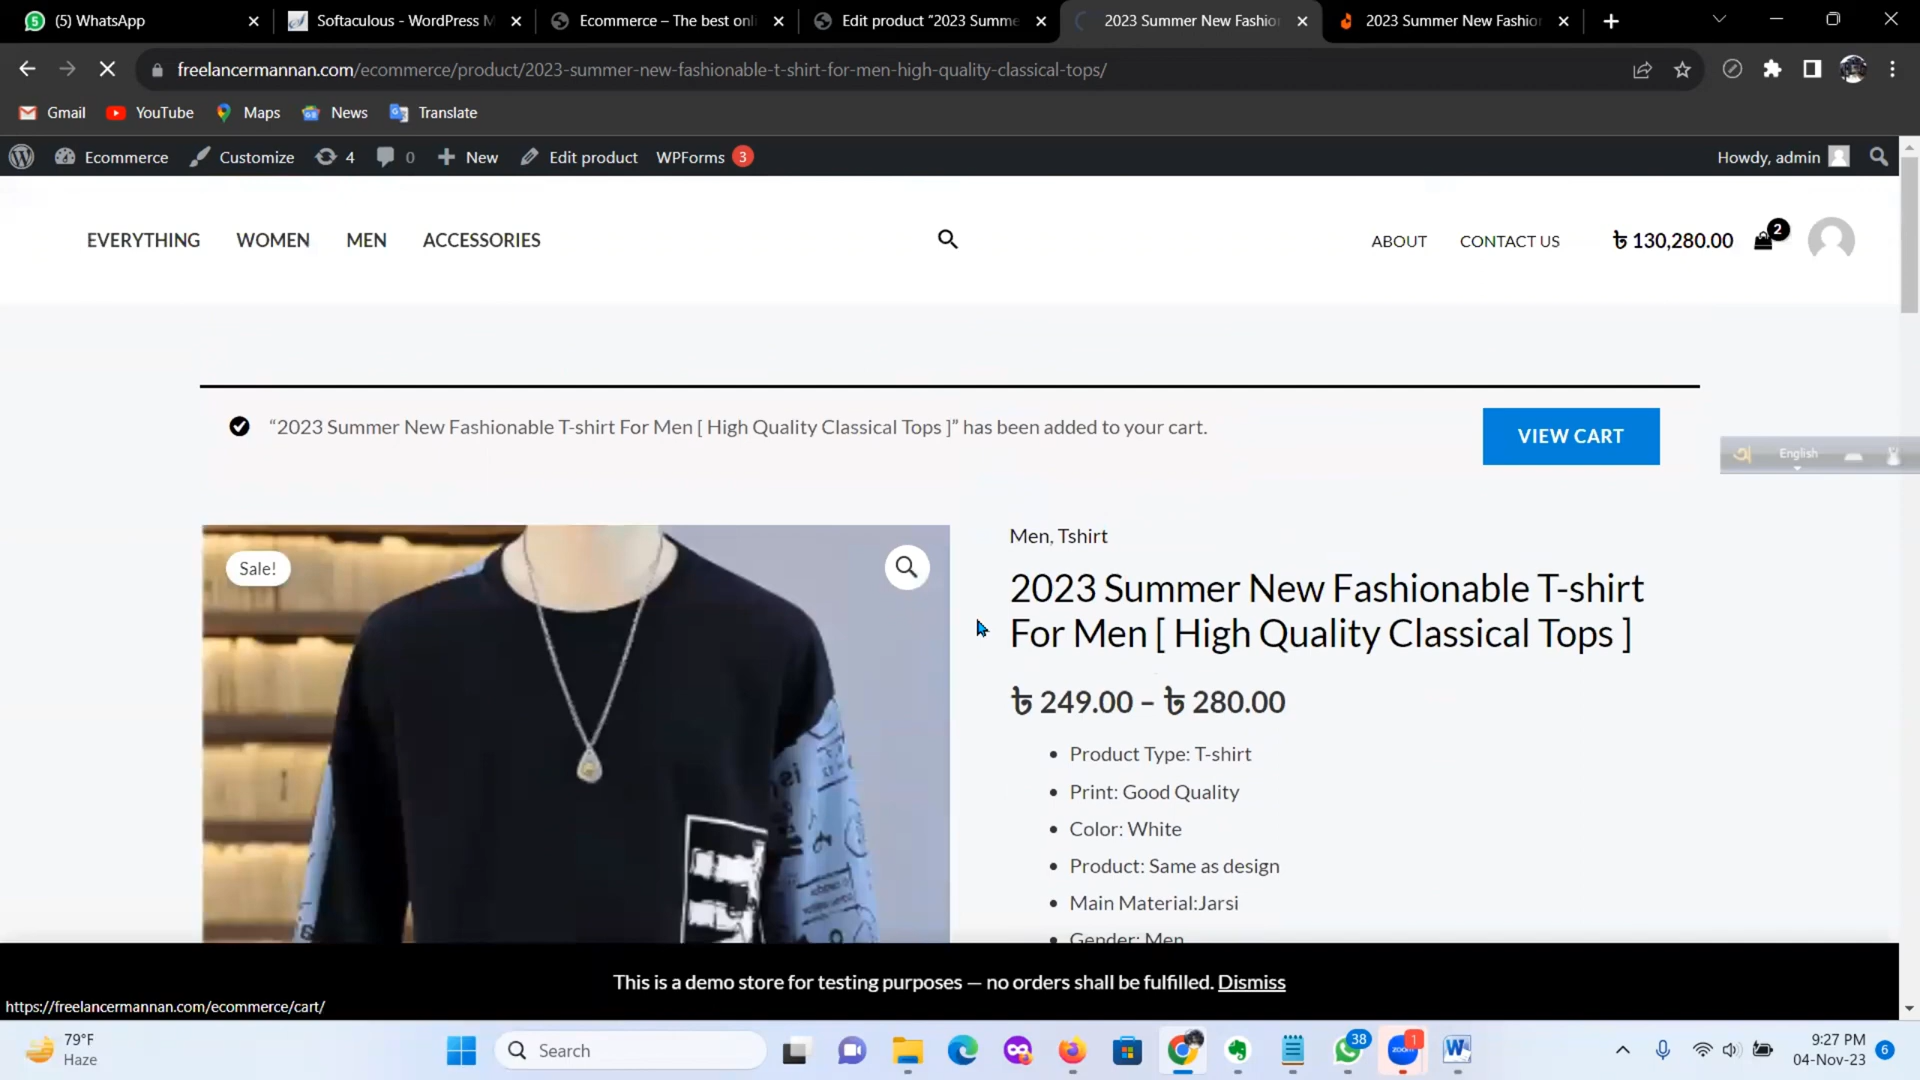 (5) WhatsApp
Softaculous - WordPress M
Ecommerce – The best onli
Edit product "2023 Summe
2023 Summer New Fashion
2023 Summer New Fashion
freelancermannan.com/ecommerce/product/2023-summer-new-fashionable-t-shirt-for-men-high-quality-classical-tops/
Gmail YouTube Maps News Translate
Ecommerce Customize 4 0 New Edit product WPForms 3 Howdy, admin
EVERYTHING WOMEN MEN ACCESSORIES ABOUT CONTACT US ৳ 130,280.00 2
"2023 Summer New Fashionable T-shirt For Men [ High Quality Classical Tops ]" has been added to your cart.
VIEW CART
English
Sale!
Men, Tshirt
2023 Summer New Fashionable T-shirt
For Men [ High Quality Classical Tops ]
৳ 249.00 – ৳ 280.00
Product Type: T-shirt
Print: Good Quality
Color: White
Product: Same as design
Main Material:Jarsi
Gender: Men
This is a demo store for testing purposes — no orders shall be fulfilled. Dismiss
https://freelancermannan.com/ecommerce/cart/
79°F
Haze
Search
38
zoom
1
9:27 PM
04-Nov-23
6